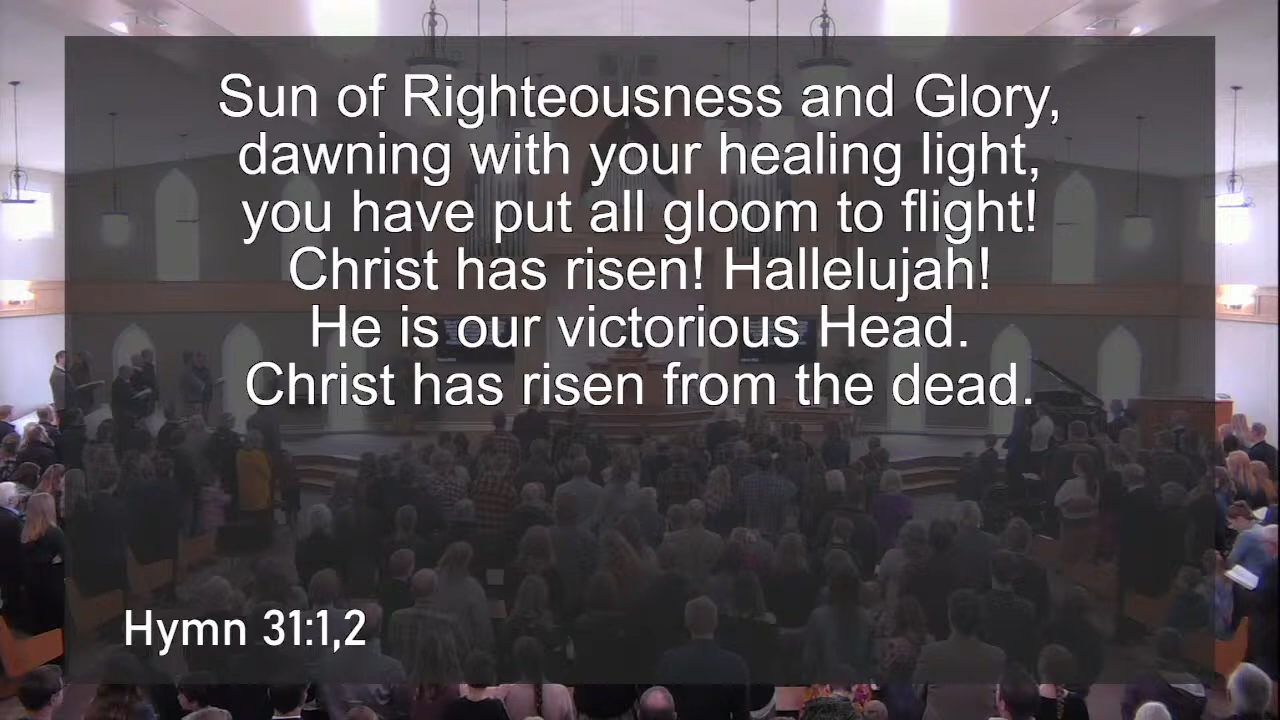 Sun of Righteousness and Glory,
dawning with your healing light,
you have put all gloom to flight!
Christ has risen! Hallelujah!
He is our victorious Head.
Christ has risen from the dead.
Hymn 31:1,2